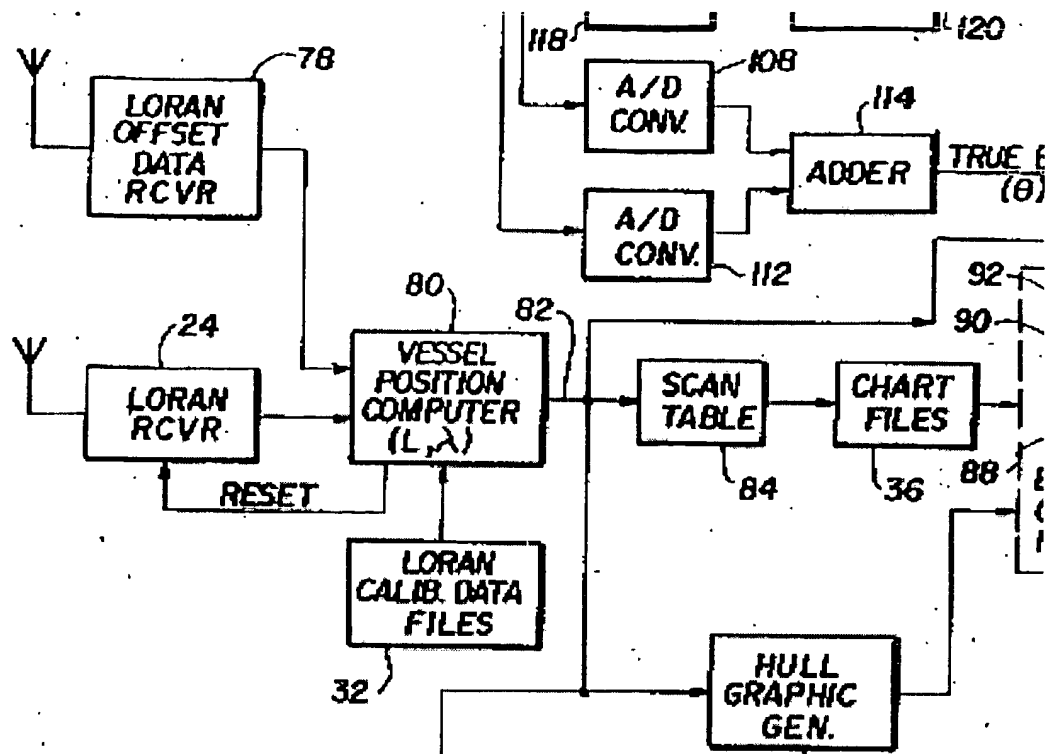 118
120
78
LORAN
OFFSET
DATA
RCVR
108
A/D
CONV.
114
ADDER
TRUE
(θ)
A/D
CONV.
112
80
82
92
90
24
LORAN
RCVR
VESSEL
POSITION
COMPUTER
(L,λ)
SCAN
TABLE
84
CHART
FILES
36
88
RESET
LORAN
CALIB. DATA
FILES
32
HULL
GRAPHIC
GEN.